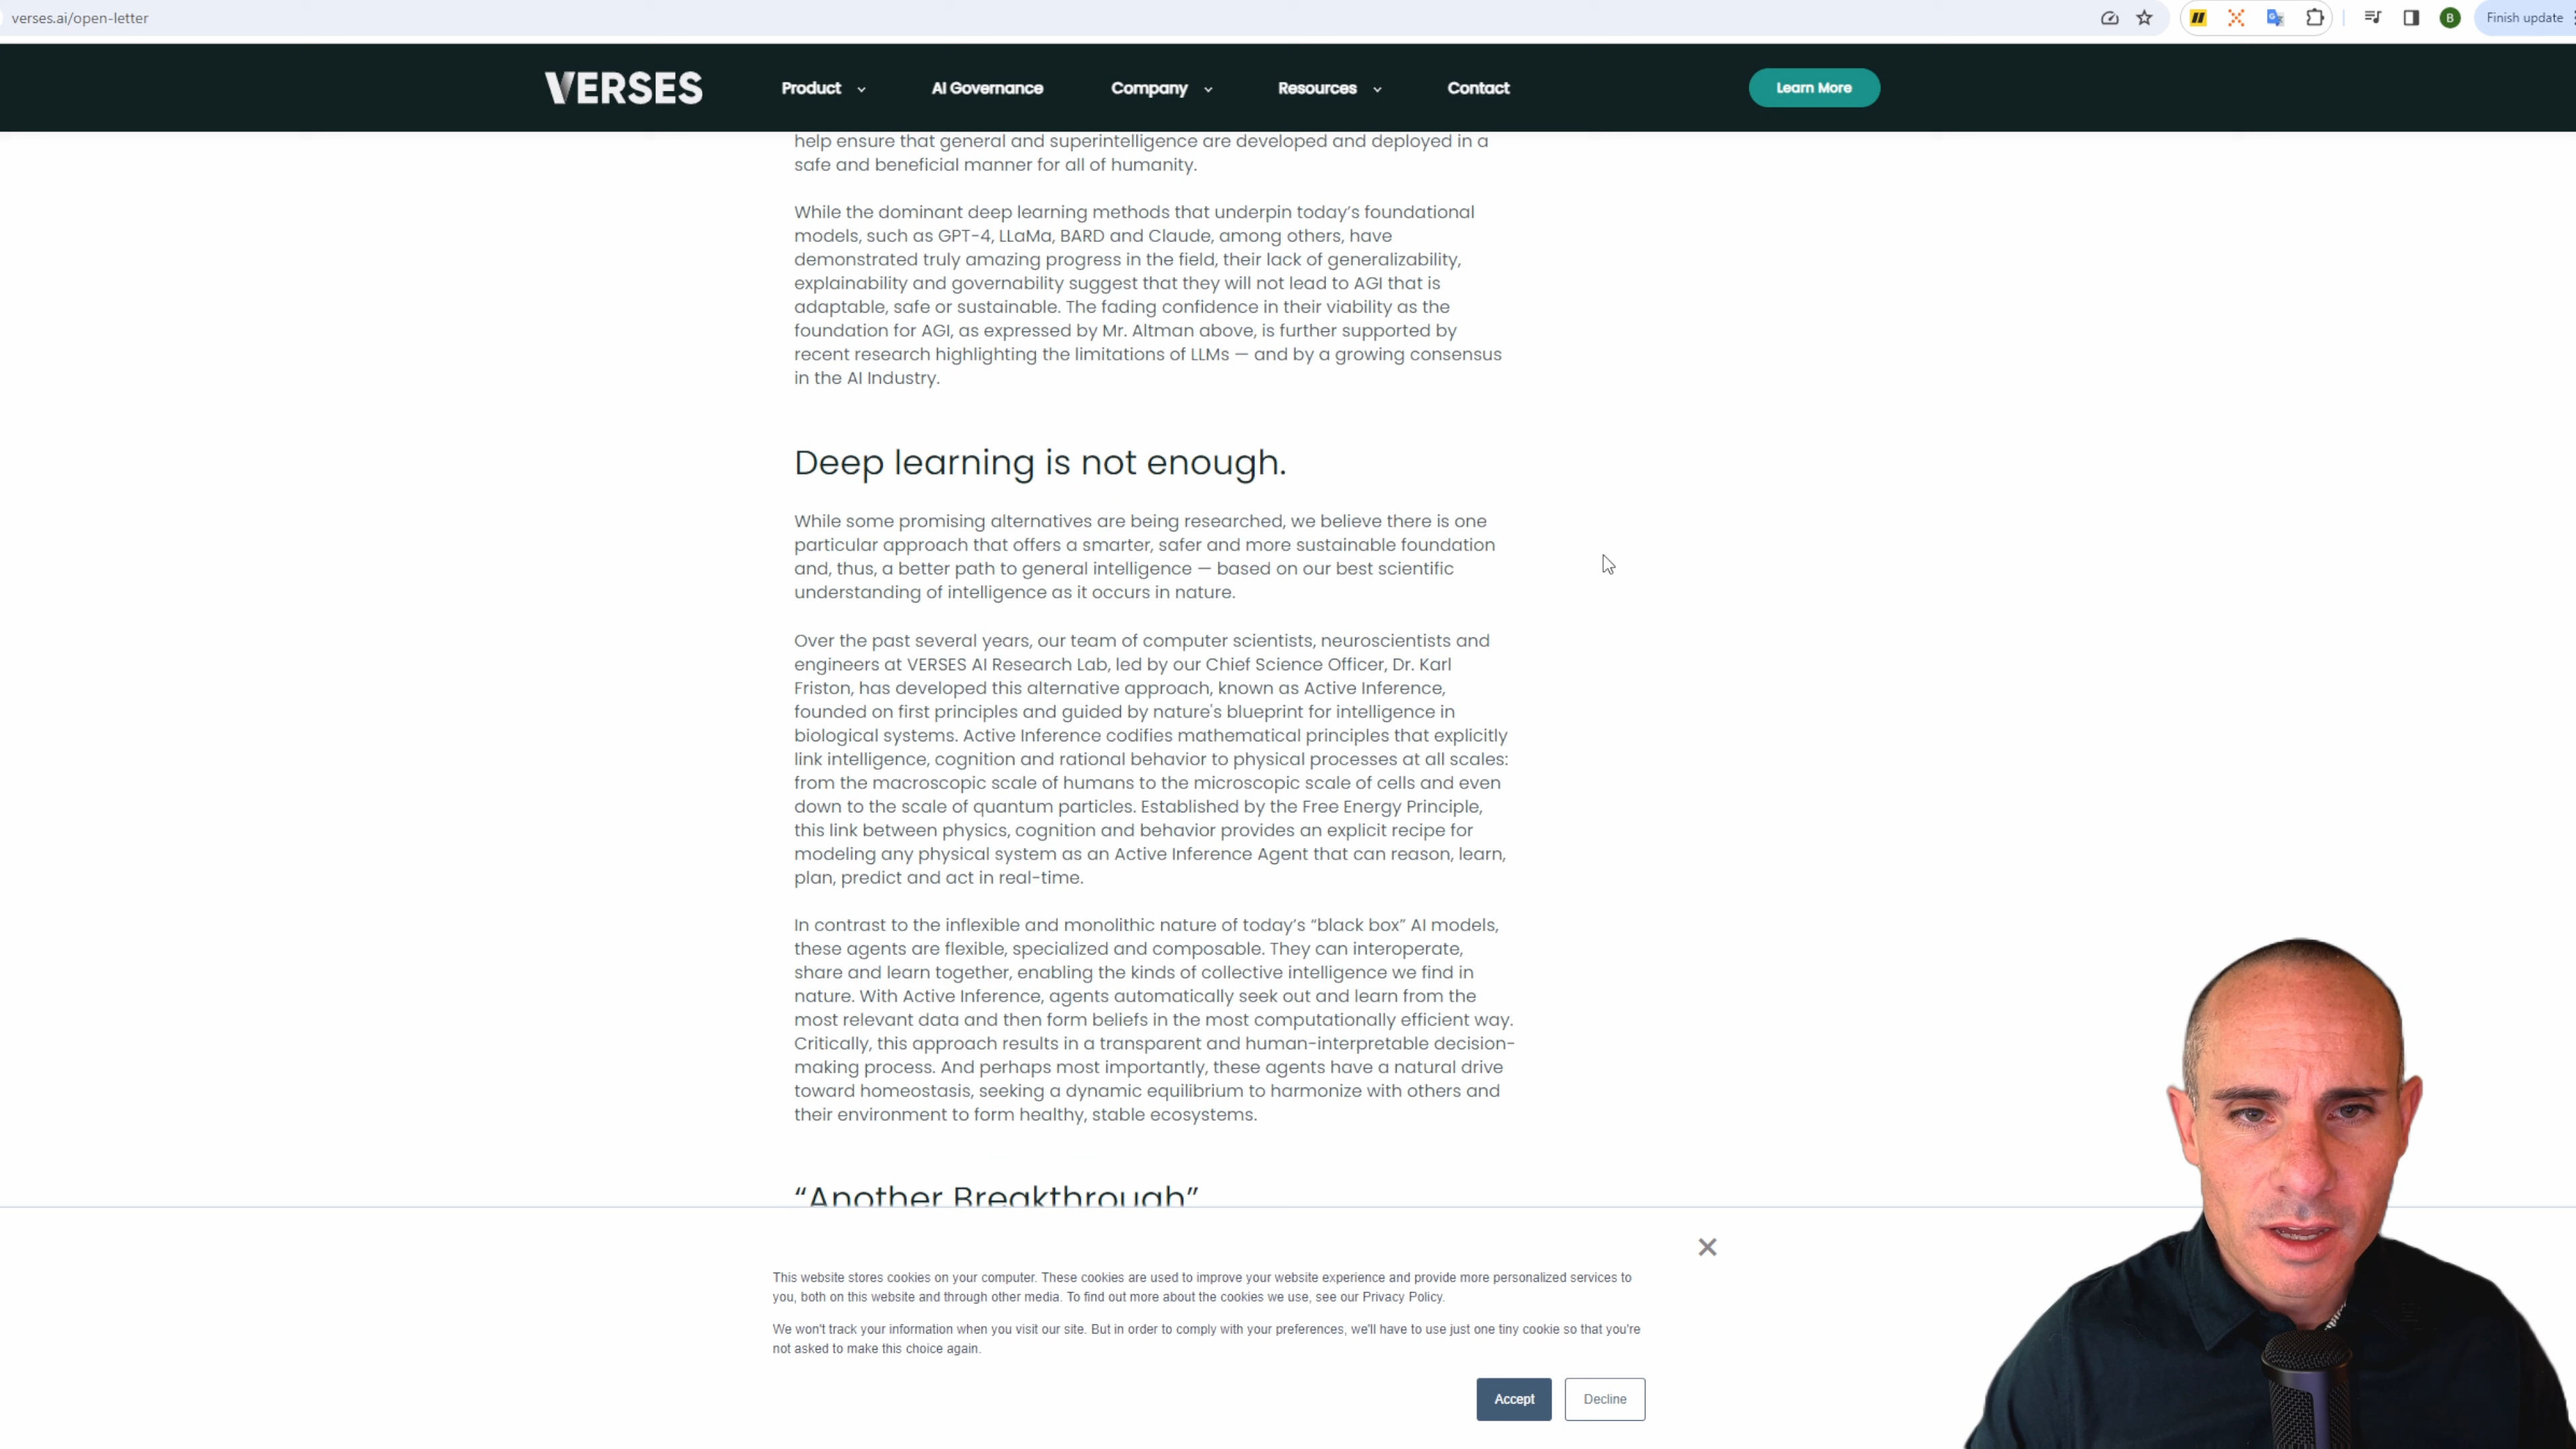 verses.ai/open-letter
Finish update
VERSES
Product
AI Governance
Company
Resources
Contact
Learn More
help ensure that general and superintelligence are developed and deployed in a
safe and beneficial manner for all of humanity.
While the dominant deep learning methods that underpin today's foundational
models, such as GPT-4, LLaMa, BARD and Claude, among others, have
demonstrated truly amazing progress in the field, their lack of generalizability,
explainability and governability suggest that they will not lead to AGI that is
adaptable, safe or sustainable. The fading confidence in their viability as the
foundation for AGI, as expressed by Mr. Altman above, is further supported by
recent research highlighting the limitations of LLMs — and by a growing consensus
in the AI Industry.
Deep learning is not enough.
While some promising alternatives are being researched, we believe there is one
particular approach that offers a smarter, safer and more sustainable foundation
and, thus, a better path to general intelligence — based on our best scientific
understanding of intelligence as it occurs in nature.
Over the past several years, our team of computer scientists, neuroscientists and
engineers at VERSES AI Research Lab, led by our Chief Science Officer, Dr. Karl
Friston, has developed this alternative approach, known as Active Inference,
founded on first principles and guided by nature's blueprint for intelligence in
biological systems. Active Inference codifies mathematical principles that explicitly
link intelligence, cognition and rational behavior to physical processes at all scales:
from the macroscopic scale of humans to the microscopic scale of cells and even
down to the scale of quantum particles. Established by the Free Energy Principle,
this link between physics, cognition and behavior provides an explicit recipe for
modeling any physical system as an Active Inference Agent that can reason, learn,
plan, predict and act in real-time.
In contrast to the inflexible and monolithic nature of today's “black box” AI models,
these agents are flexible, specialized and composable. They can interoperate,
share and learn together, enabling the kinds of collective intelligence we find in
nature. With Active Inference, agents automatically seek out and learn from the
most relevant data and then form beliefs in the most computationally efficient way.
Critically, this approach results in a transparent and human-interpretable decision-
making process. And perhaps most importantly, these agents have a natural drive
toward homeostasis, seeking a dynamic equilibrium to harmonize with others and
their environment to form healthy, stable ecosystems.
“Another Breakthrough”
This website stores cookies on your computer. These cookies are used to improve your website experience and provide more personalized services to
you, both on this website and through other media. To find out more about the cookies we use, see our Privacy Policy.
We won't track your information when you visit our site. But in order to comply with your preferences, we'll have to use just one tiny cookie so that you're
not asked to make this choice again.
Accept
Decline
B